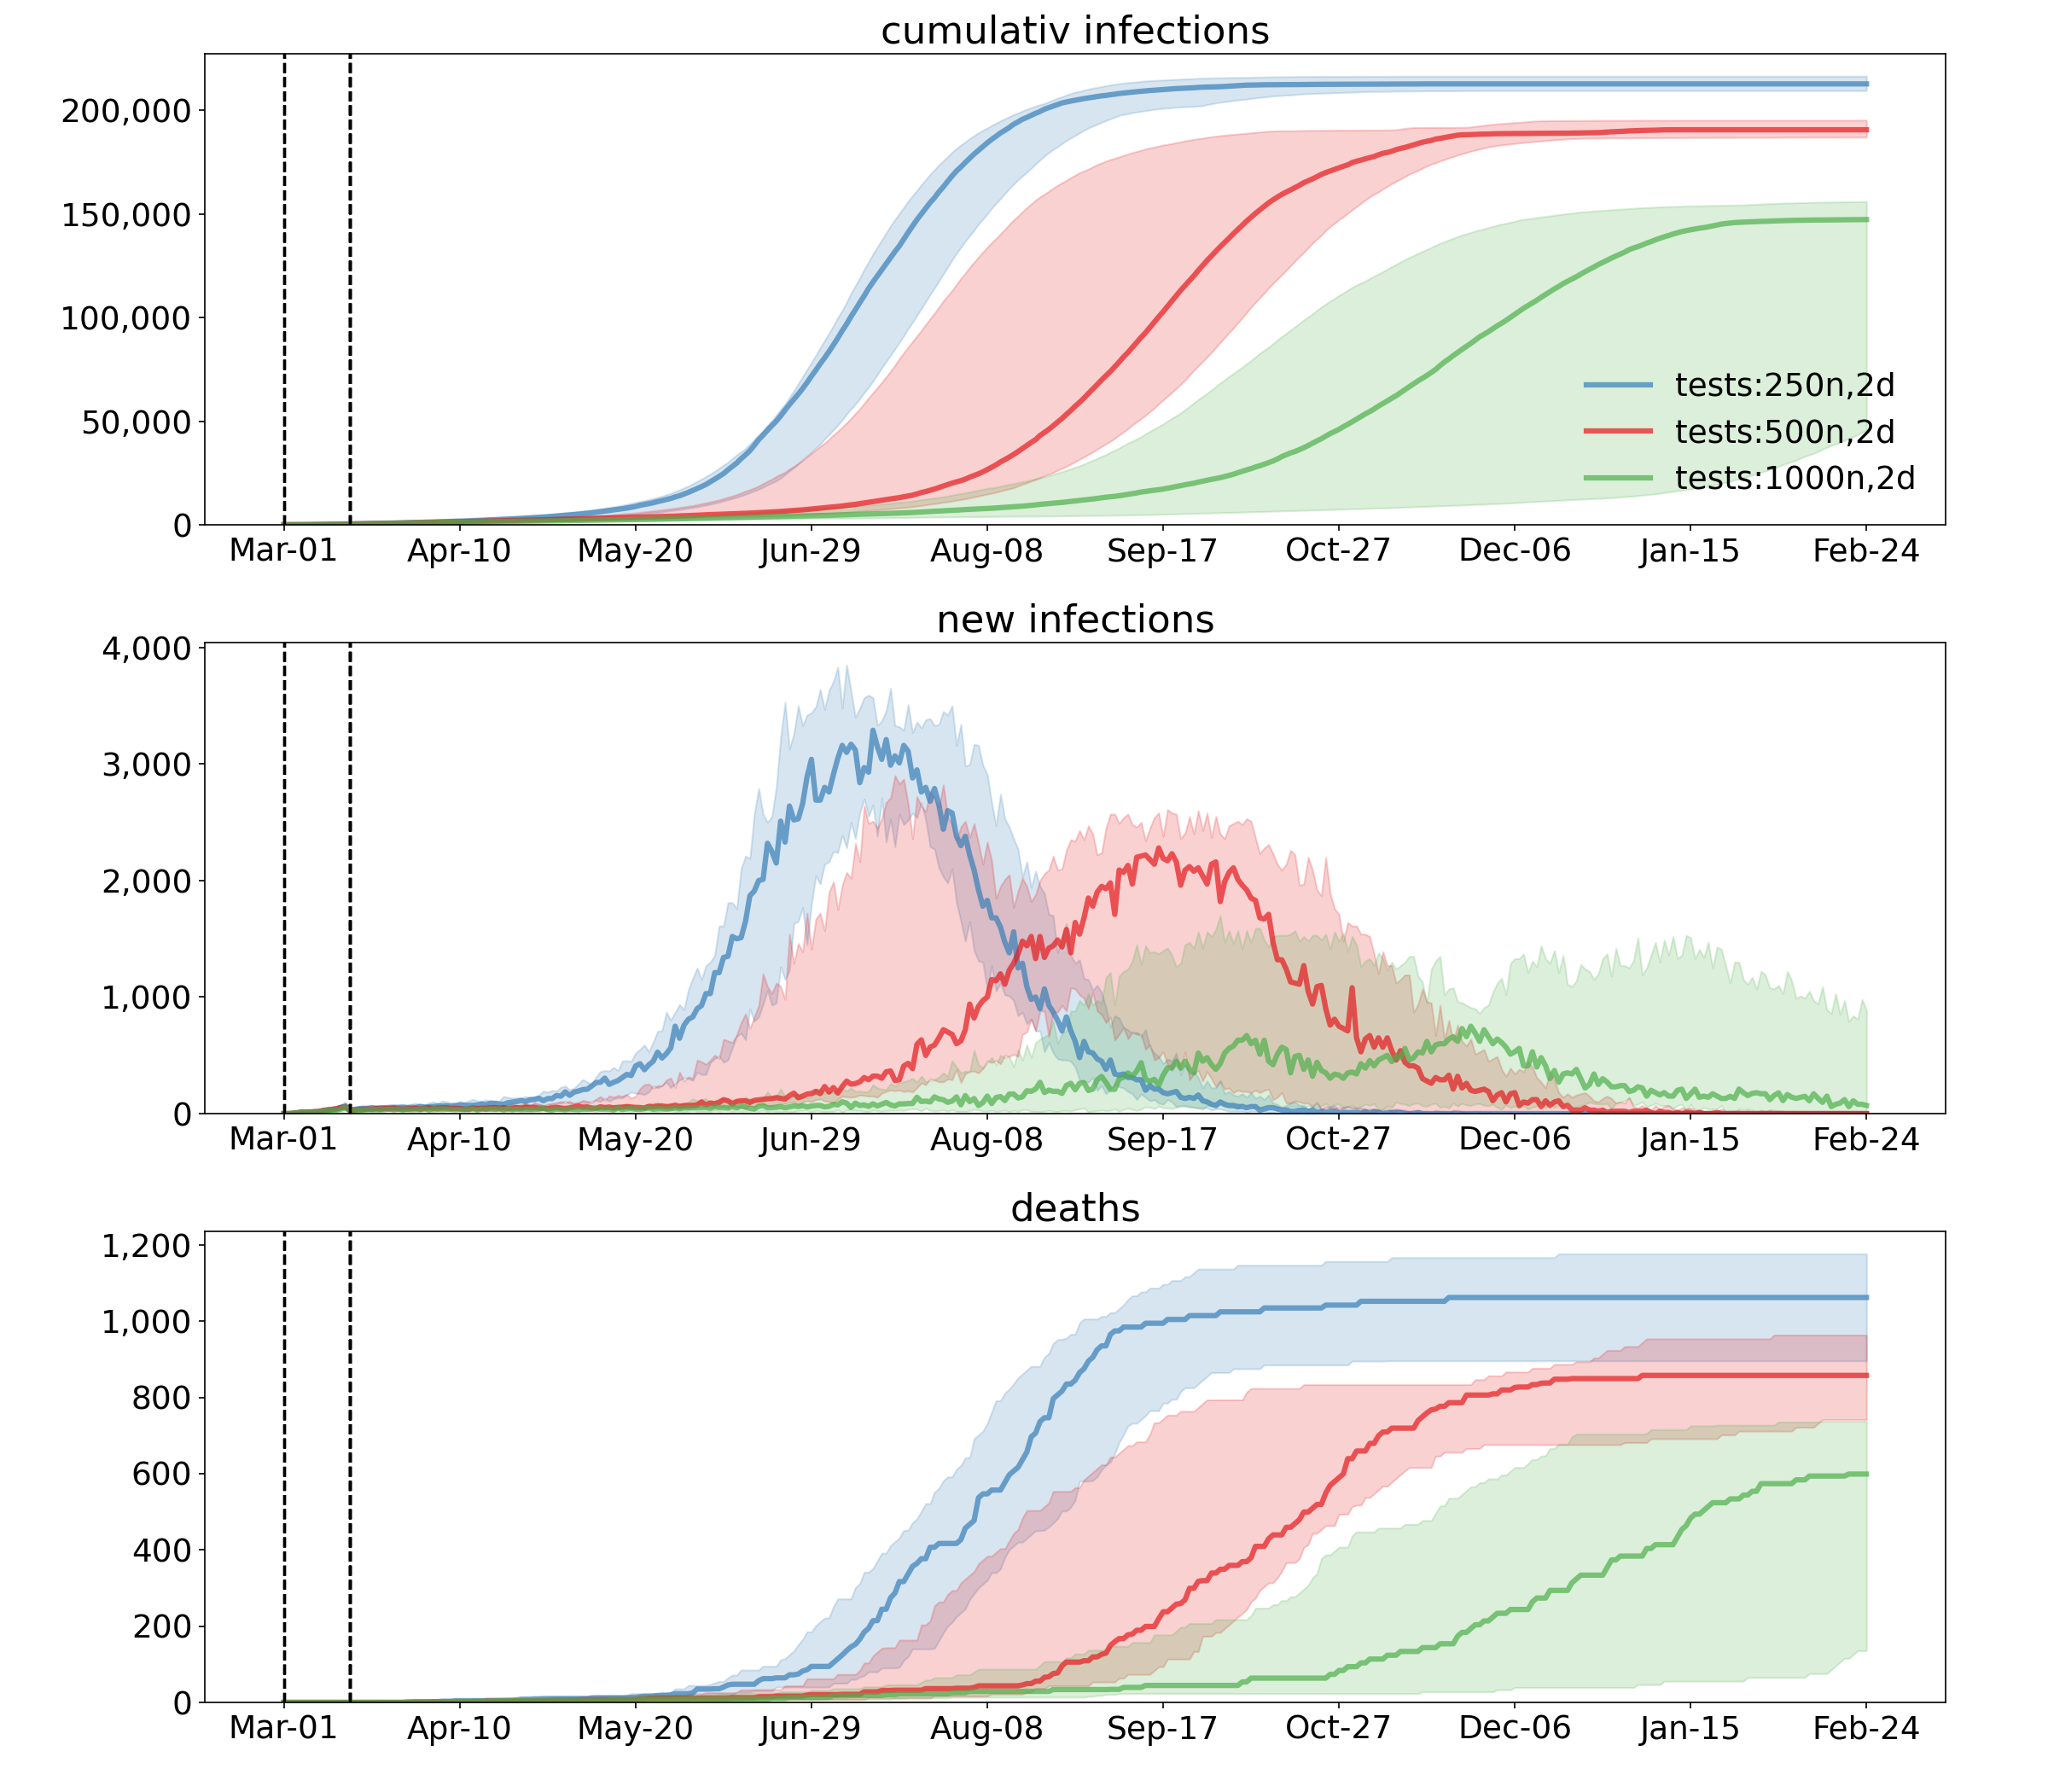 cumulativ infections
200,000
150,000
100,000
50,000
0
tests:250n,2d
tests:500n,2d
tests:1000n,2d
Mar-01 Apr-10 May-20 Jun-29 Aug-08 Sep-17 Oct-27 Dec-06 Jan-15 Feb-24
new infections
4,000
3,000
2,000
1,000
0
Mar-01 Apr-10 May-20 Jun-29 Aug-08 Sep-17 Oct-27 Dec-06 Jan-15 Feb-24
deaths
1,200
1,000
800
600
400
200
0
Mar-01 Apr-10 May-20 Jun-29 Aug-08 Sep-17 Oct-27 Dec-06 Jan-15 Feb-24